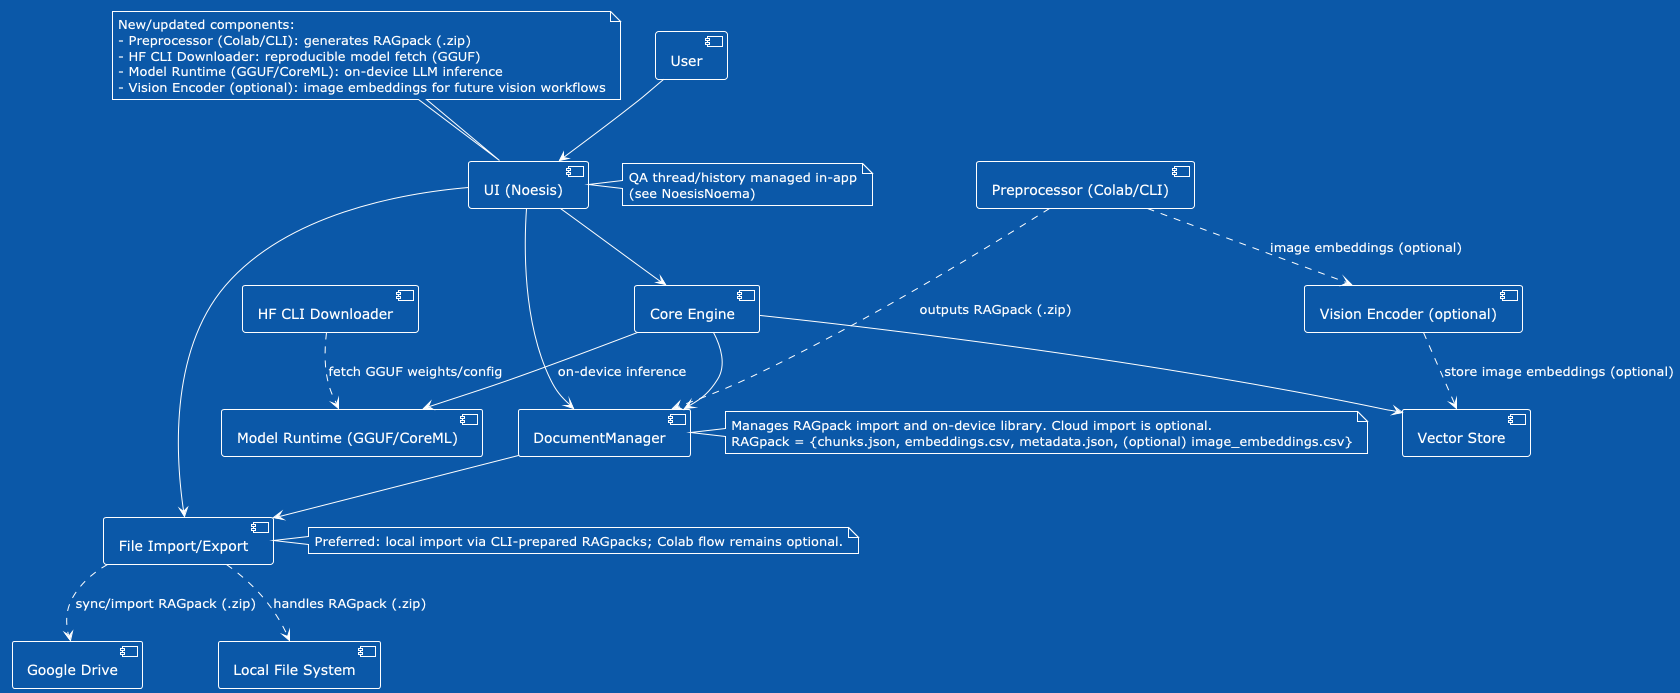 New/updated components:
- Preprocessor (Colab/CLI): generates RAGpack (.zip)
- HF CLI Downloader: reproducible model fetch (GGUF)
- Model Runtime (GGUF/CoreML): on-device LLM inference
- Vision Encoder (optional): image embeddings for future vision workflows
User
UI (Noesis)
QA thread/history managed in-app
(see NoesisNoema)
Preprocessor (Colab/CLI)
image embeddings (optional)
HF CLI Downloader
Core Engine
outputs RAGpack (.zip)
Vision Encoder (optional)
fetch GGUF weights/config
on-device inference
store image embeddings (optional)
Model Runtime (GGUF/CoreML)
DocumentManager
Manages RAGpack import and on-device library. Cloud import is optional.
RAGpack = {chunks.json, embeddings.csv, metadata.json, (optional) image_embeddings.csv}
Vector Store
File Import/Export
Preferred: local import via CLI-prepared RAGpacks; Colab flow remains optional.
sync/import RAGpack (.zip)
handles RAGpack (.zip)
Google Drive
Local File System